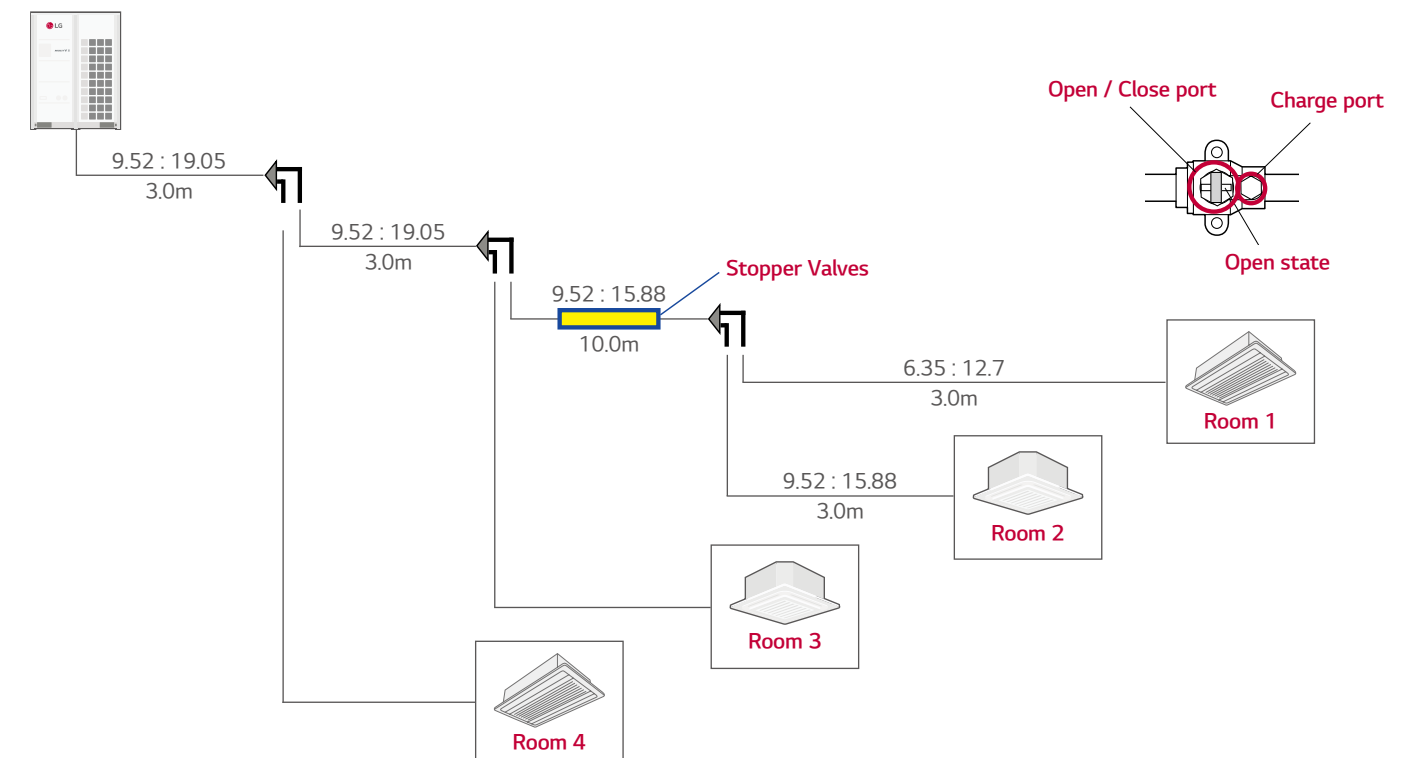 LG
9.52 : 19.05
3.0m
Open / Close port
Charge port
Open state
9.52 : 19.05
3.0m
Stopper Valves
9.52 : 15.88
10.0m
6.35 : 12.7
3.0m
Room 1
9.52 : 15.88
3.0m
Room 2
Room 3
Room 4